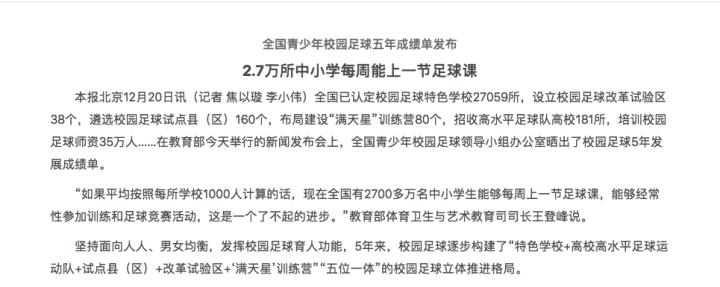 全国青少年校园足球五年成绩单发布
2.7万所中小学每周能上一节足球课
本报北京12月20日讯（记者 焦以璇 李小伟）全国已认定校园足球特色学校27059所，设立校园足球改革试验区
38个，遴选校园足球试点县（区）160个，布局建设“满天星”训练营80个，招收高水平足球队高校181所，培训校园
足球师资35万人……在教育部今天举行的新闻发布会上，全国青少年校园足球领导小组办公室晒出了校园足球5年发
展成绩单。
“如果平均按照每所学校1000人计算的话，现在全国有2700多万名中小学生能够每周上一节足球课，能够经常
性参加训练和足球竞赛活动，这是一个了不起的进步。”教育部体育卫生与艺术教育司司长王登峰说。
坚持面向人人、男女均衡，发挥校园足球育人功能，5年来，校园足球逐步构建了“特色学校+高校高水平足球运
动队+试点县（区）+改革试验区+‘满天星’训练营”“五位一体”的校园足球立体推进格局。